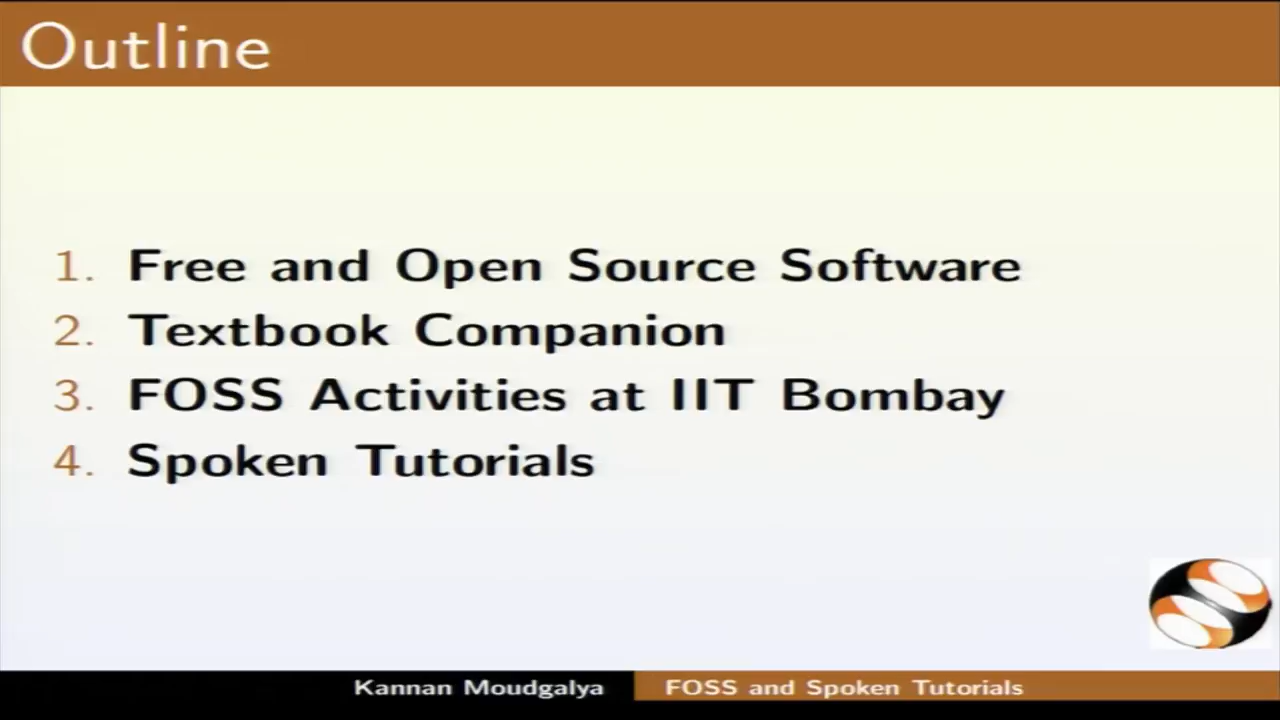 Outline
1. Free and Open Source Software
2. Textbook Companion
3. FOSS Activities at IIT Bombay
4. Spoken Tutorials
Kannan Moudgalya FOSS and Spoken Tutorials